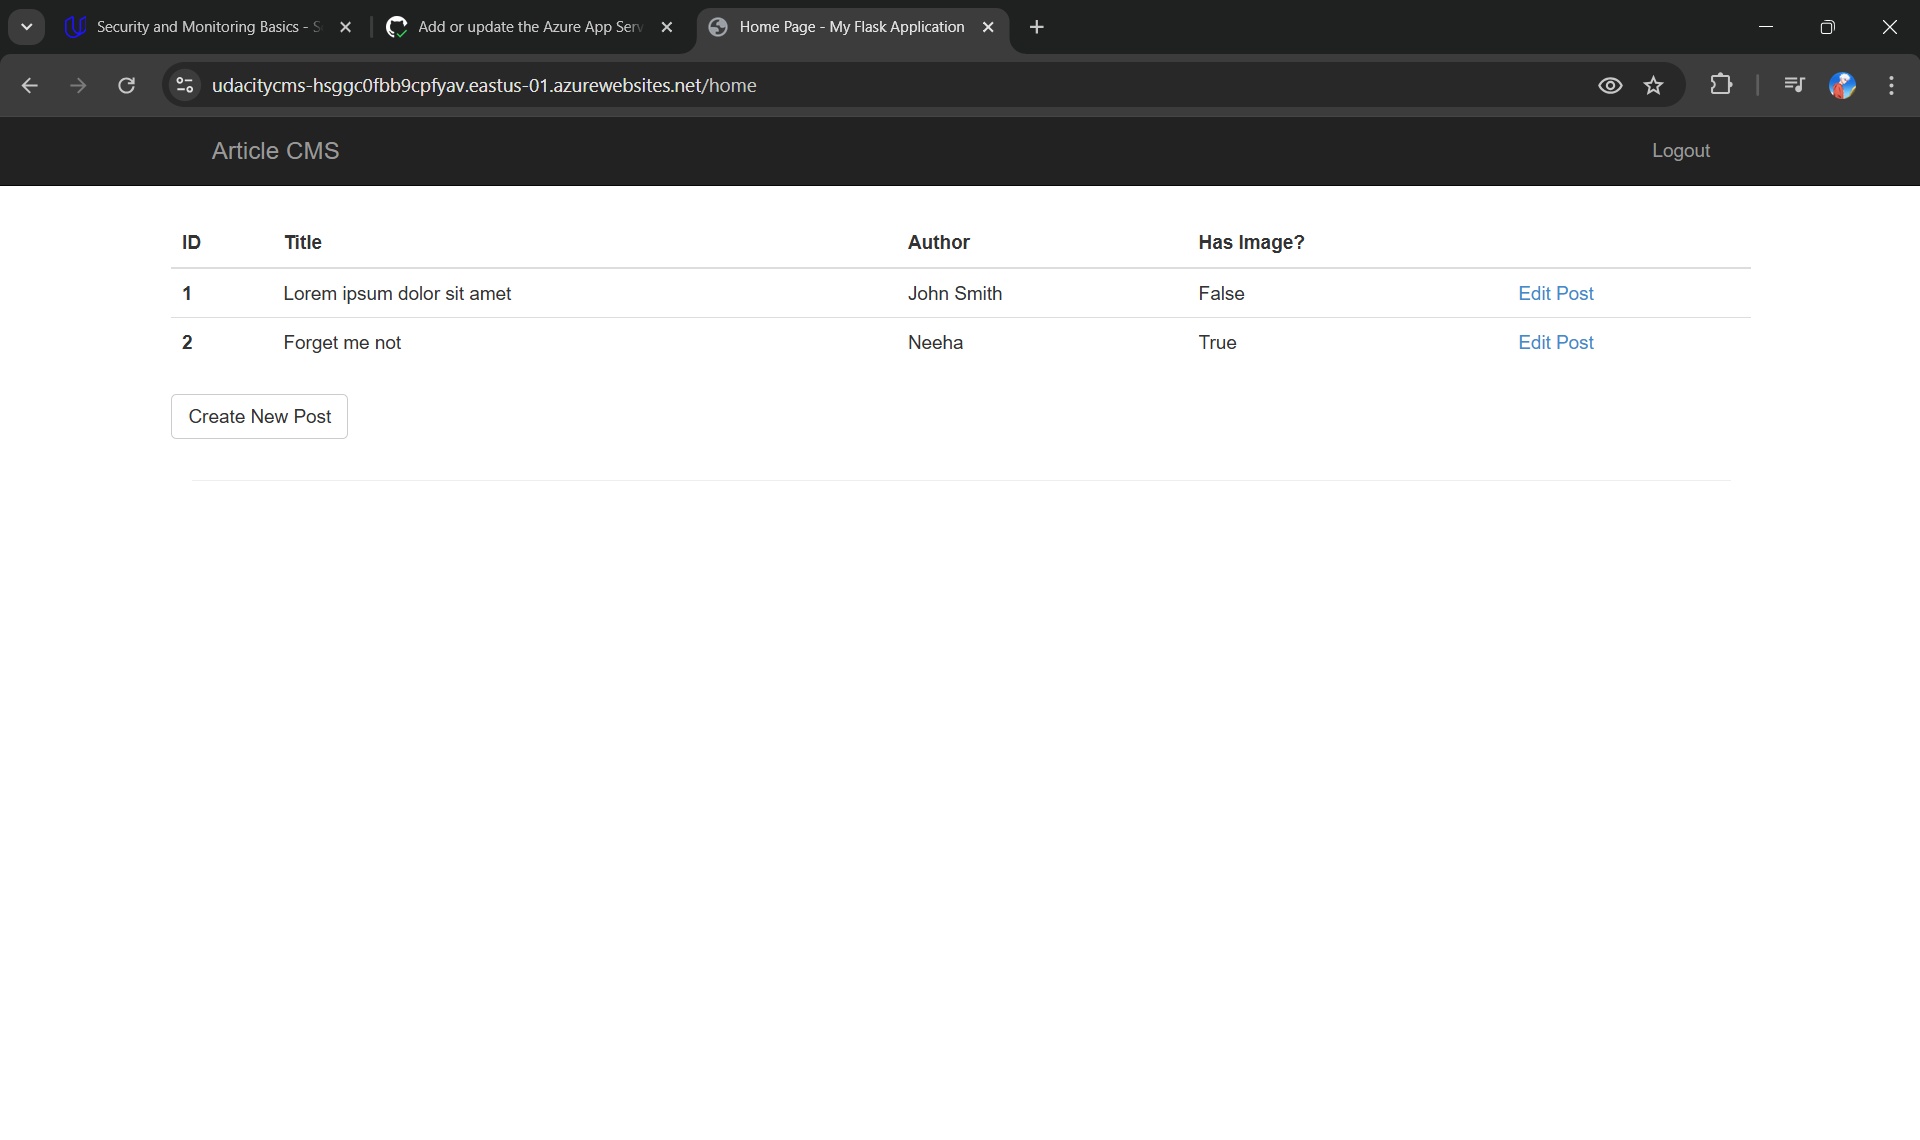 Security and Monitoring Basics - S
Add or update the Azure App Serv
Home Page - My Flask Application
udacitycms-hsggc0fbb9cpfyav.eastus-01.azurewebsites.net/home
Article CMS Logout
ID Title Author Has Image?
1 Lorem ipsum dolor sit amet John Smith False Edit Post
2 Forget me not Neeha True Edit Post
Create New Post